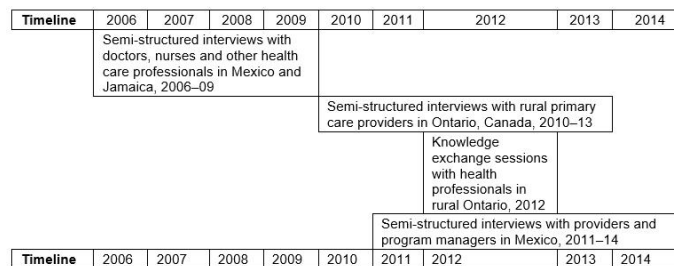 Timeline 2006 2007 2008 2009 2010 2011 2012 2013 2014
Semi-structured interviews with
doctors, nurses and other health
care professionals in Mexico and
Jamaica, 2006–09
Semi-structured interviews with rural primary
care providers in Ontario, Canada, 2010–13
Knowledge
exchange sessions
with health
professionals in
rural Ontario, 2012
Semi-structured interviews with providers and
program managers in Mexico, 2011–14
Timeline 2006 2007 2008 2009 2010 2011 2012 2013 2014